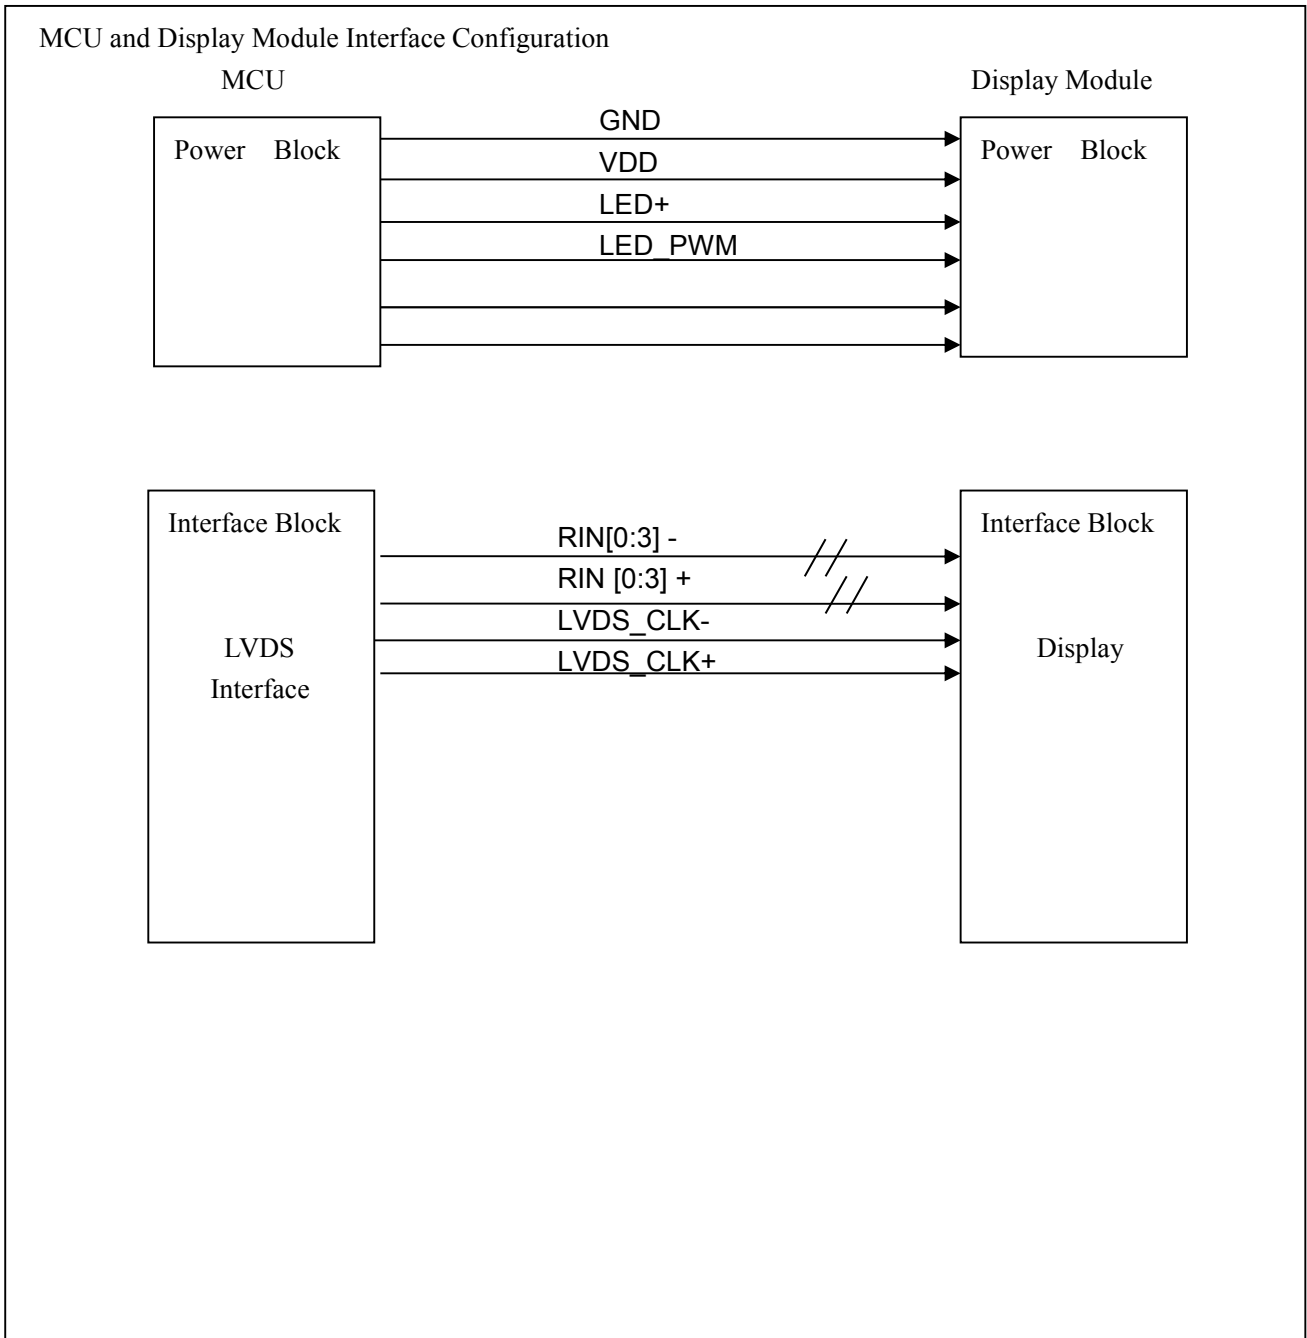 MCU and Display Module Interface Configuration
MCU
Display Module
Power Block
GND
VDD
LED+
LED_PWM
Power Block
Interface Block
LVDS
Interface
RIN[0:3] -
RIN [0:3] +
LVDS_CLK-
LVDS_CLK+
Interface Block
Display